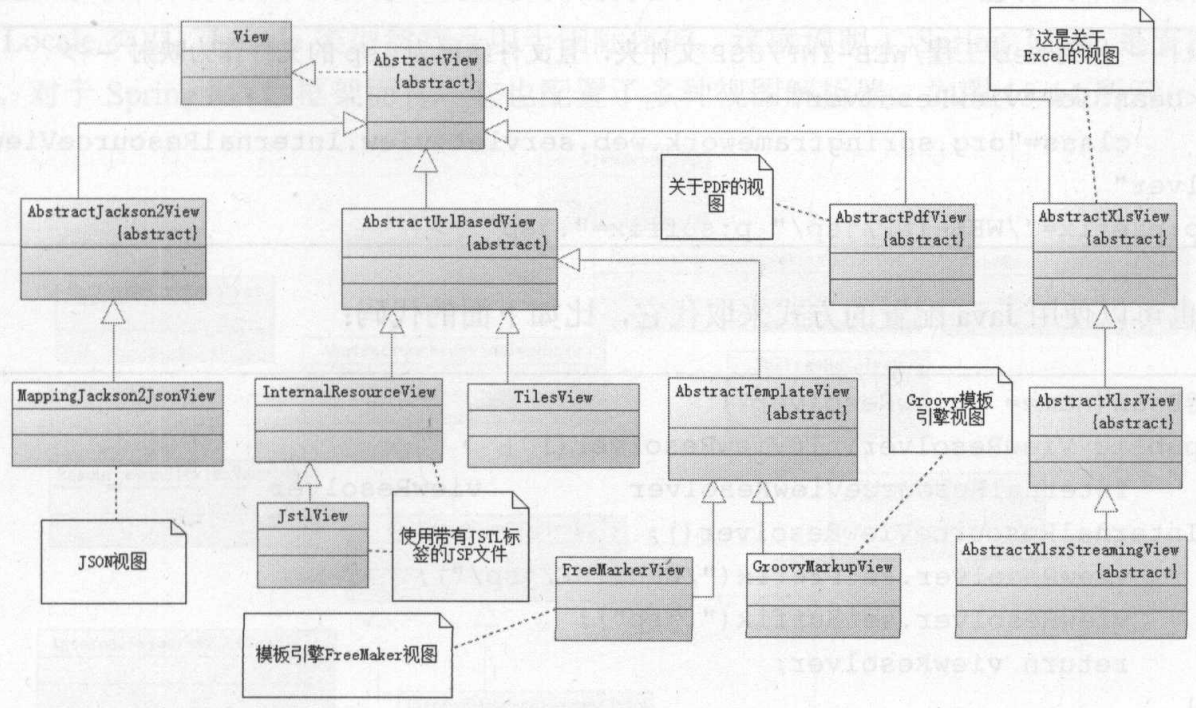 View
AbstractView
{abstract}
这是关于
Excel的视图
关于PDF的视
图
AbstractJackson2View
{abstract}
AbstractUrlBasedView
{abstract}
AbstractPdfView
{abstract}
AbstractXlsView
{abstract}
MappingJackson2JsonView
InternalResourceView
TilesView
AbstractTemplateView
{abstract}
Groovy模板
引擎视图
AbstractXlsxView
{abstract}
JSON视图
JstlView
使用带有JSTL标
签的JSP文件
FreeMarkerView
GroovyMarkupView
AbstractXlsxStreamingView
{abstract}
模板引擎FreeMaker视图